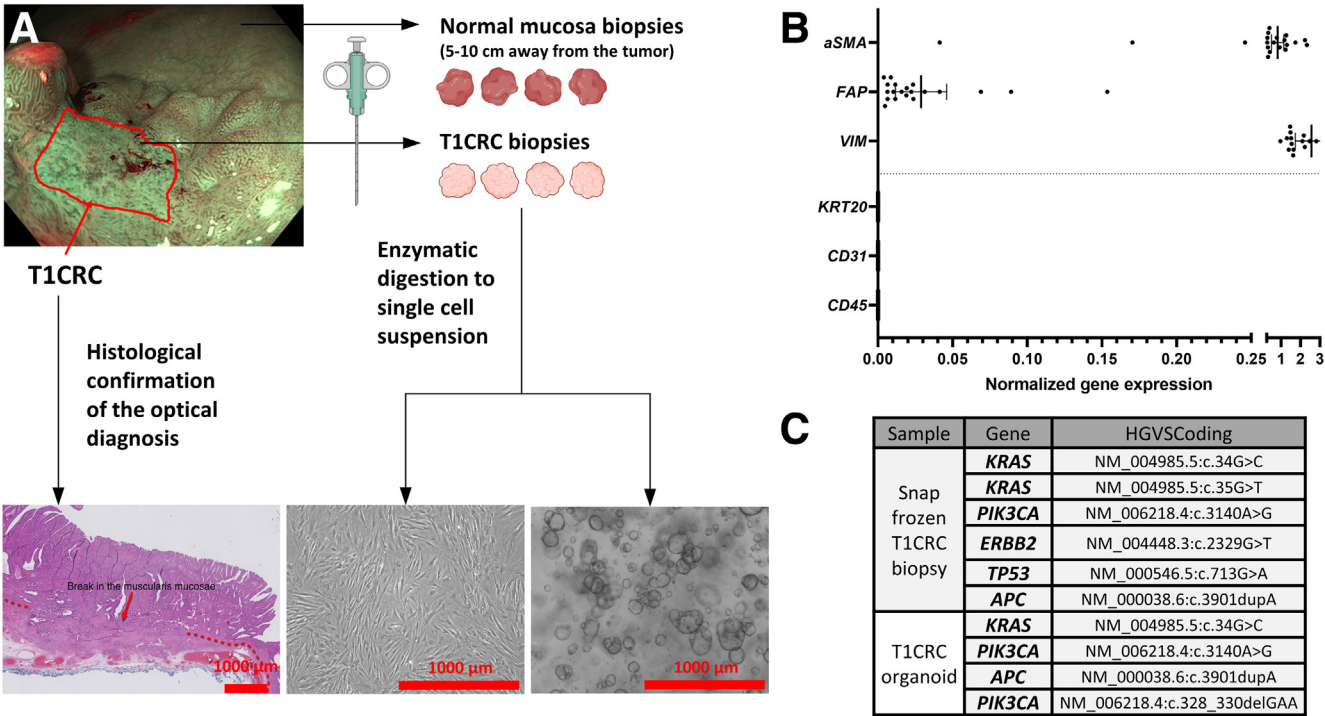 A
Normal mucosa biopsies
(5-10 cm away from the tumor)
T1CRC biopsies
T1CRC
Enzymatic
digestion to
single cell
suspension
Histological
confirmation
of the optical
diagnosis
Break in the muscularis mucosae
1000 µm
1000 µm
1000 µm
B
aSMA
FAP
VIM
KRT20
CD31
CD45
0.00 0.05 0.10 0.15 0.20 0.25 1 2 3
Normalized gene expression
C
Sample Gene HGVSCoding
Snap
frozen
T1CRC
biopsy
KRAS NM_004985.5:c.34G>C
KRAS NM_004985.5:c.35G>T
PIK3CA NM_006218.4:c.3140A>G
ERBB2 NM_004448.3:c.2329G>T
TP53 NM_000546.5:c.713G>A
APC NM_000038.6:c.3901dupA
T1CRC
organoid
KRAS NM_004985.5:c.34G>C
PIK3CA NM_006218.4:c.3140A>G
APC NM_000038.6:c.3901dupA
PIK3CA NM_006218.4:c.328_330delGAA